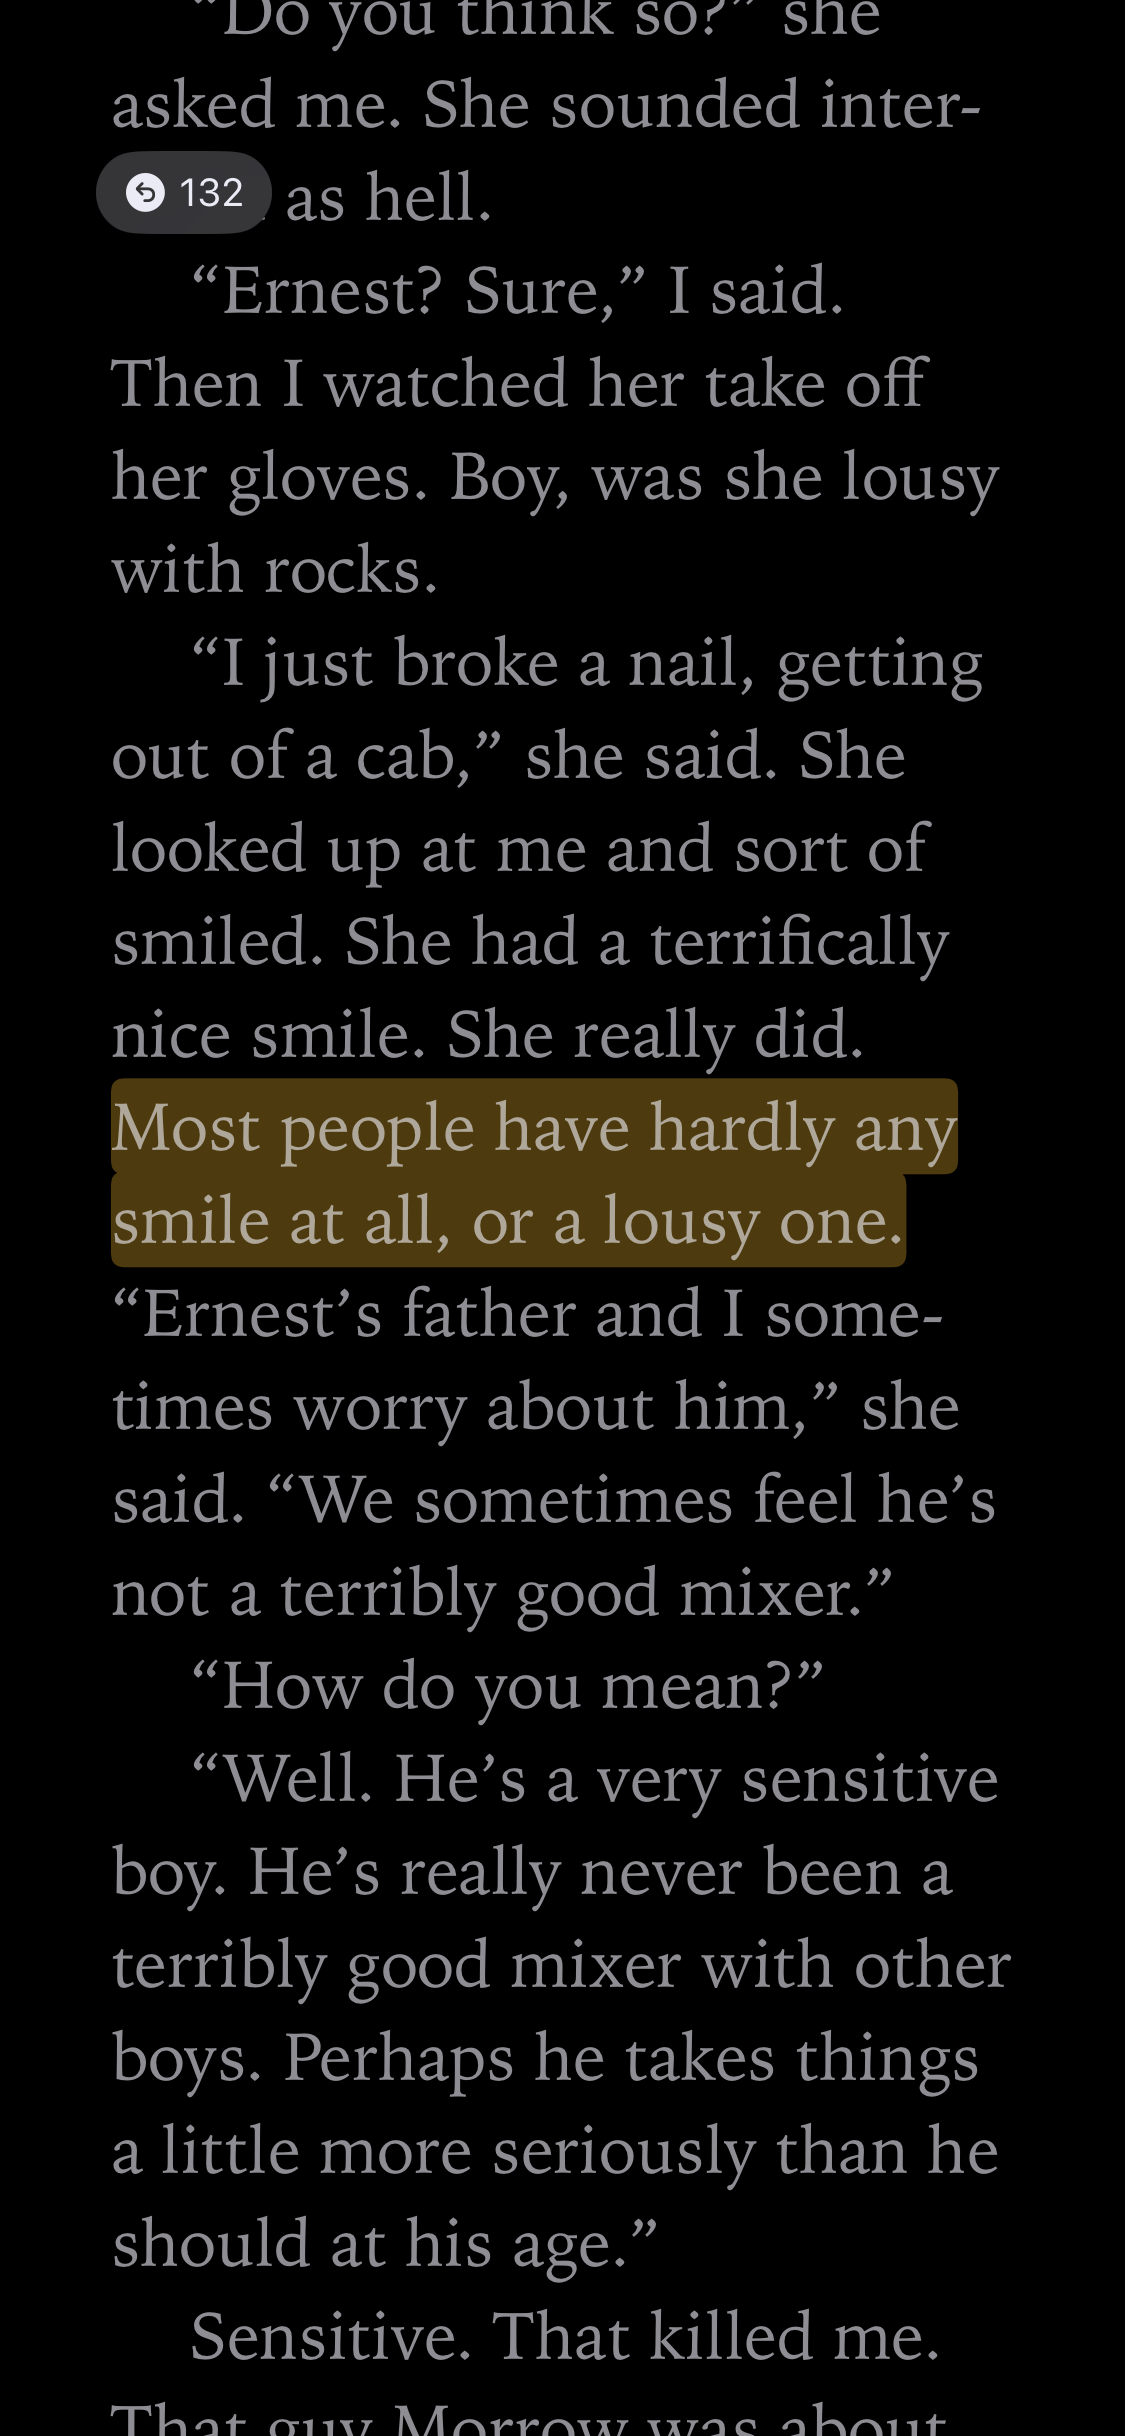 “Do you think so?” she
asked me. She sounded inter-
132
as hell.
“Ernest? Sure,” I said.
Then I watched her take off
her gloves. Boy, was she lousy
with rocks.
“I just broke a nail, getting
out of a cab,” she said. She
looked up at me and sort of
smiled. She had a terrifically
nice smile. She really did.
Most people have hardly any
smile at all, or a lousy one.
“Ernest’s father and I some-
times worry about him,” she
said. “We sometimes feel he’s
not a terribly good mixer.”
“How do you mean?”
“Well. He’s a very sensitive
boy. He’s really never been a
terribly good mixer with other
boys. Perhaps he takes things
a little more seriously than he
should at his age.”
Sensitive. That killed me.
That guy Morrow was about